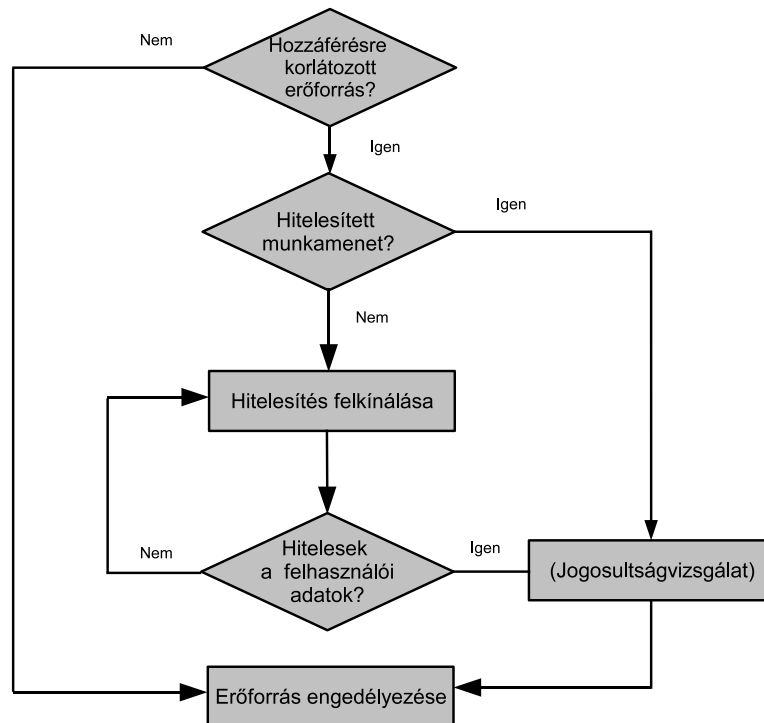 Nem
Hozzáférésre
korlátozott
erőforrás?
Igen
Hitelesített
munkamenet?
Igen
Nem
Hitelesítés felkínálása
Nem
Hitelesek
a felhasználói
adatok?
Igen
(Jogosultságvizsgálat)
Erőforrás engedélyezése